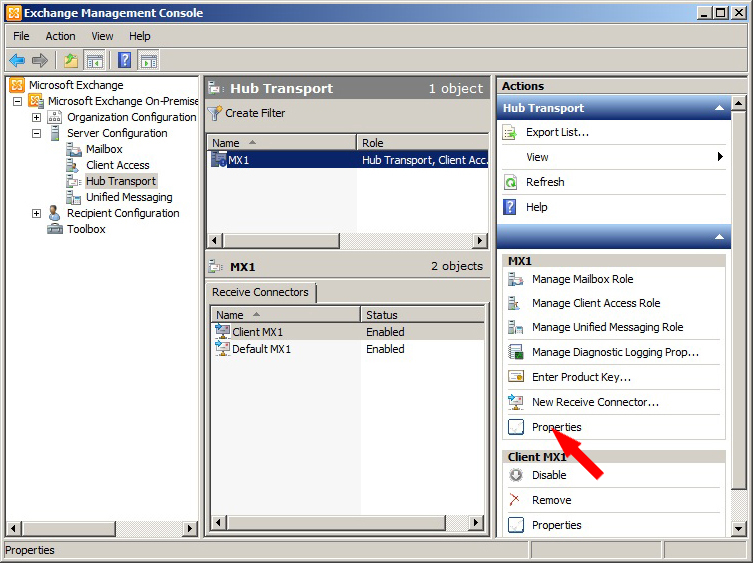 Exchange Management Console
File Action View Help
Microsoft Exchange
Microsoft Exchange On-Premise
Organization Configuration
Server Configuration
Mailbox
Client Access
Hub Transport
Unified Messaging
Recipient Configuration
Toolbox
Hub Transport 1 object
Create Filter
Name Role
MX1 Hub Transport, Client Acc...
MX1 2 objects
Receive Connectors
Name Status
Client MX1 Enabled
Default MX1 Enabled
Actions
Hub Transport
Export List...
View
Refresh
Help
MX1
Manage Mailbox Role
Manage Client Access Role
Manage Unified Messaging Role
Manage Diagnostic Logging Prop...
Enter Product Key...
New Receive Connector...
Properties
Client MX1
Disable
Remove
Properties
Properties